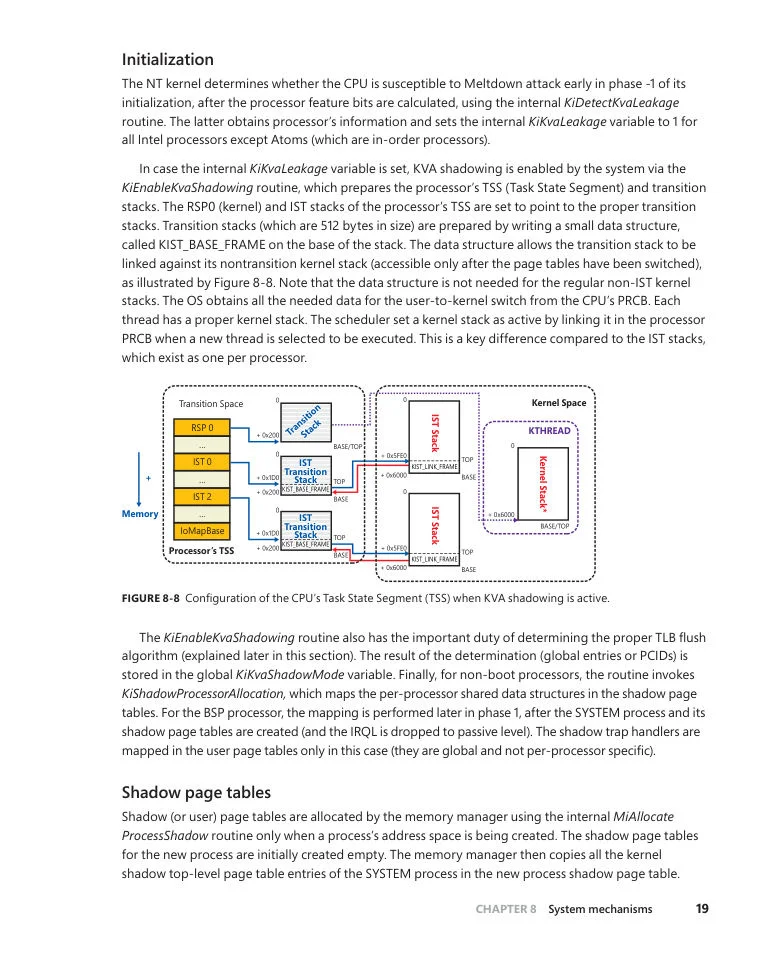 Initialization
The NT kernel determines whether the CPU is susceptible to Meltdown attack early in phase -1 of its
initialization, after the processor feature bits are calculated, using the internal KiDetectKvaLeakage
routine. The latter obtains processor’s information and sets the internal KiKvaLeakage variable to 1 for
all Intel processors except Atoms (which are in-order processors).
In case the internal KiKvaLeakage variable is set, KVA shadowing is enabled by the system via the
KiEnableKvaShadowing routine, which prepares the processor’s TSS (Task State Segment) and transition
stacks. The RSP0 (kernel) and IST stacks of the processor’s TSS are set to point to the proper transition
stacks. Transition stacks (which are 512 bytes in size) are prepared by writing a small data structure,
called KIST_BASE_FRAME on the base of the stack. The data structure allows the transition stack to be
linked against its nontransition kernel stack (accessible only after the page tables have been switched),
as illustrated by Figure 8-8. Note that the data structure is not needed for the regular non-IST kernel
stacks. The OS obtains all the needed data for the user-to-kernel switch from the CPU’s PRCB. Each
thread has a proper kernel stack. The scheduler set a kernel stack as active by linking it in the processor
PRCB when a new thread is selected to be executed. This is a key difference compared to the IST stacks,
which exist as one per processor.
Transition Space
RSP 0
...
IST 0
...
IST 2
...
IoMapBase
Processor’s TSS
+
Memory
0
Transition
Stack
+ 0x200
BASE/TOP
0
IST
Transition
Stack
+ 0x1D0
TOP
KIST_BASE_FRAME
+ 0x200
BASE
0
IST
Transition
Stack
+ 0x1D0
TOP
KIST_BASE_FRAME
+ 0x200
BASE
Kernel Space
0
IST Stack
+ 0x5FE0
TOP
KIST_LINK_FRAME
+ 0x6000
BASE
0
IST Stack
+ 0x5FE0
TOP
KIST_LINK_FRAME
+ 0x6000
BASE
KTHREAD
0
Kernel Stack*
+ 0x6000
BASE/TOP
FIGURE 8-8 Configuration of the CPU’s Task State Segment (TSS) when KVA shadowing is active.
The KiEnableKvaShadowing routine also has the important duty of determining the proper TLB flush
algorithm (explained later in this section). The result of the determination (global entries or PCIDs) is
stored in the global KiKvaShadowMode variable. Finally, for non-boot processors, the routine invokes
KiShadowProcessorAllocation, which maps the per-processor shared data structures in the shadow page
tables. For the BSP processor, the mapping is performed later in phase 1, after the SYSTEM process and its
shadow page tables are created (and the IRQL is dropped to passive level). The shadow trap handlers are
mapped in the user page tables only in this case (they are global and not per-processor specific).
Shadow page tables
Shadow (or user) page tables are allocated by the memory manager using the internal MiAllocate
ProcessShadow routine only when a process’s address space is being created. The shadow page tables
for the new process are initially created empty. The memory manager then copies all the kernel
shadow top-level page table entries of the SYSTEM process in the new process shadow page table.
CHAPTER 8 System mechanisms 19